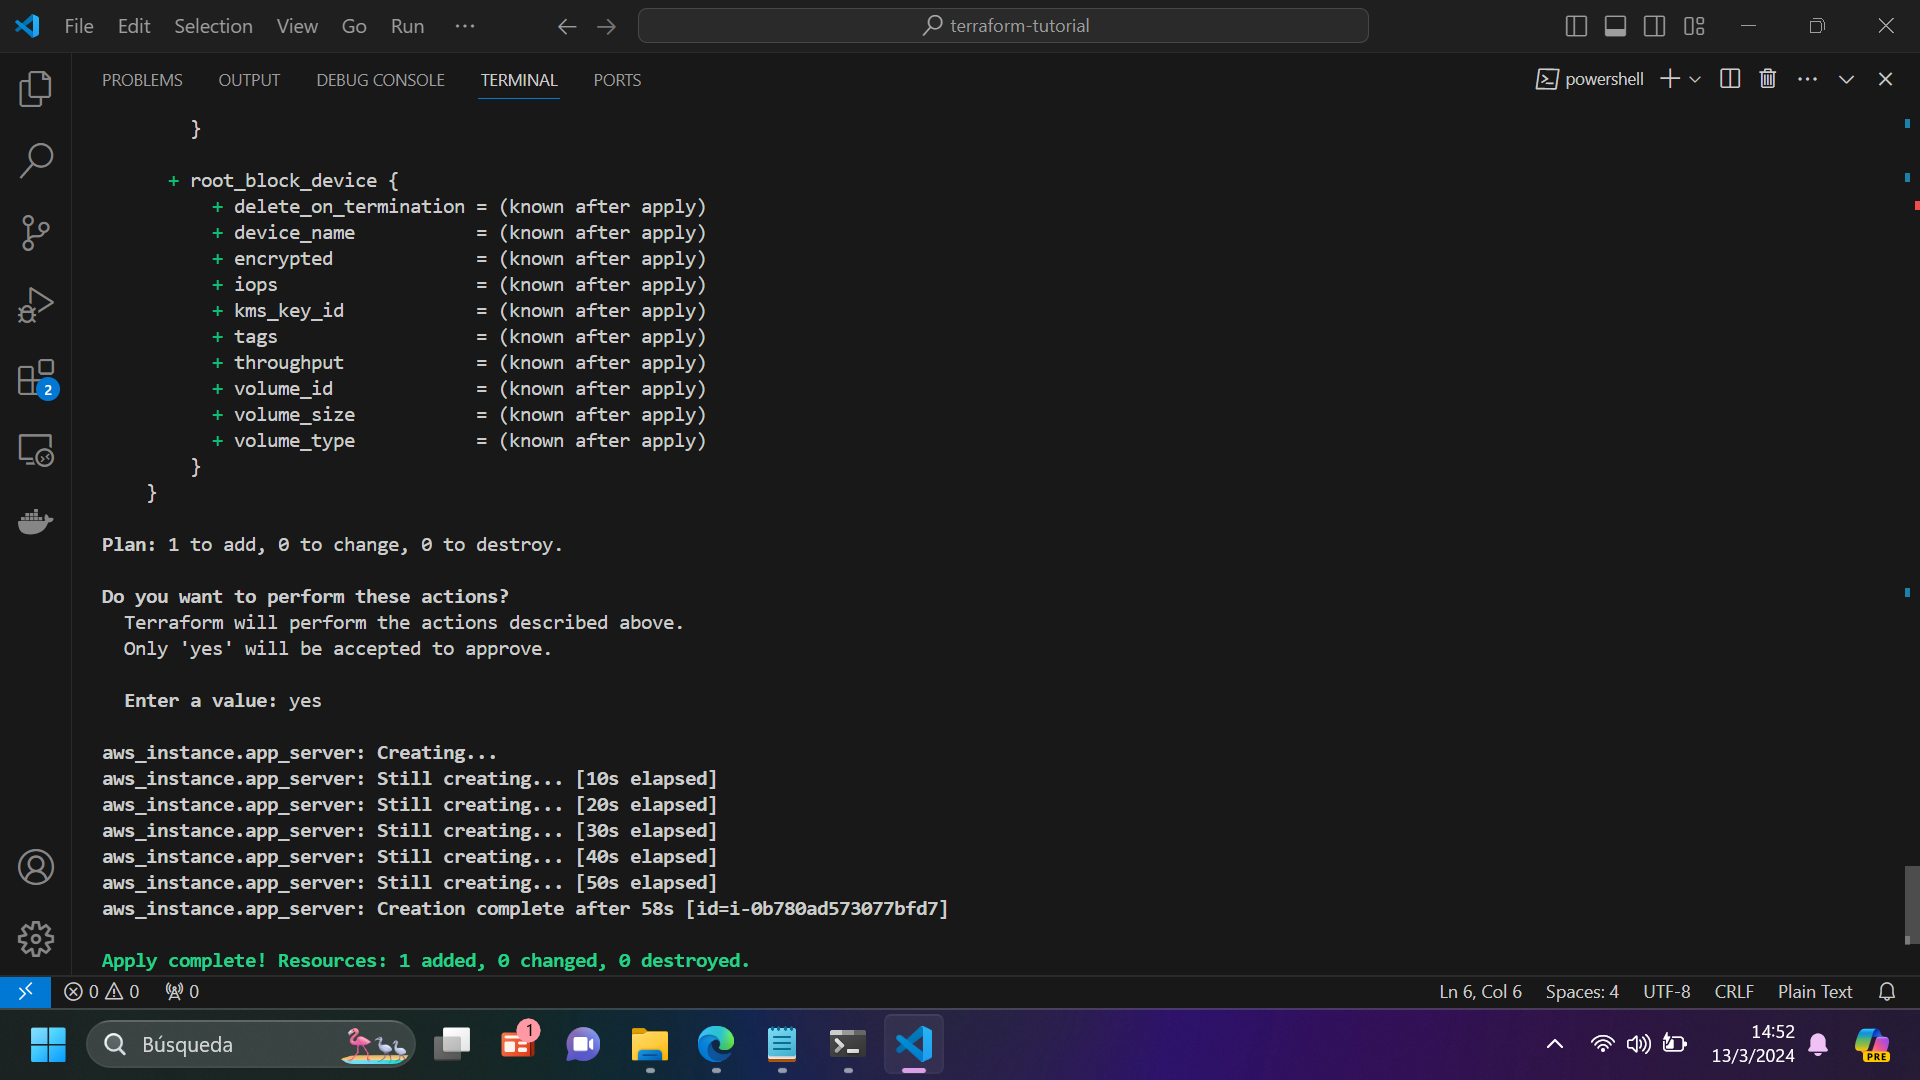 File Edit Selection View Go Run ··· terraform-tutorial
PROBLEMS OUTPUT DEBUG CONSOLE TERMINAL PORTS powershell
}
+ root_block_device {
+ delete_on_termination = (known after apply)
+ device_name = (known after apply)
+ encrypted = (known after apply)
+ iops = (known after apply)
+ kms_key_id = (known after apply)
+ tags = (known after apply)
+ throughput = (known after apply)
+ volume_id = (known after apply)
+ volume_size = (known after apply)
+ volume_type = (known after apply)
}
}
2
Plan: 1 to add, 0 to change, 0 to destroy.
Do you want to perform these actions?
Terraform will perform the actions described above.
Only 'yes' will be accepted to approve.
Enter a value: yes
aws_instance.app_server: Creating...
aws_instance.app_server: Still creating... [10s elapsed]
aws_instance.app_server: Still creating... [20s elapsed]
aws_instance.app_server: Still creating... [30s elapsed]
aws_instance.app_server: Still creating... [40s elapsed]
aws_instance.app_server: Still creating... [50s elapsed]
aws_instance.app_server: Creation complete after 58s [id=i-0b780ad573077bfd7]
Apply complete! Resources: 1 added, 0 changed, 0 destroyed.
0 0 0 Ln 6, Col 6 Spaces: 4 UTF-8 CRLF Plain Text
Búsqueda 1 14:52
13/3/2024 PRE